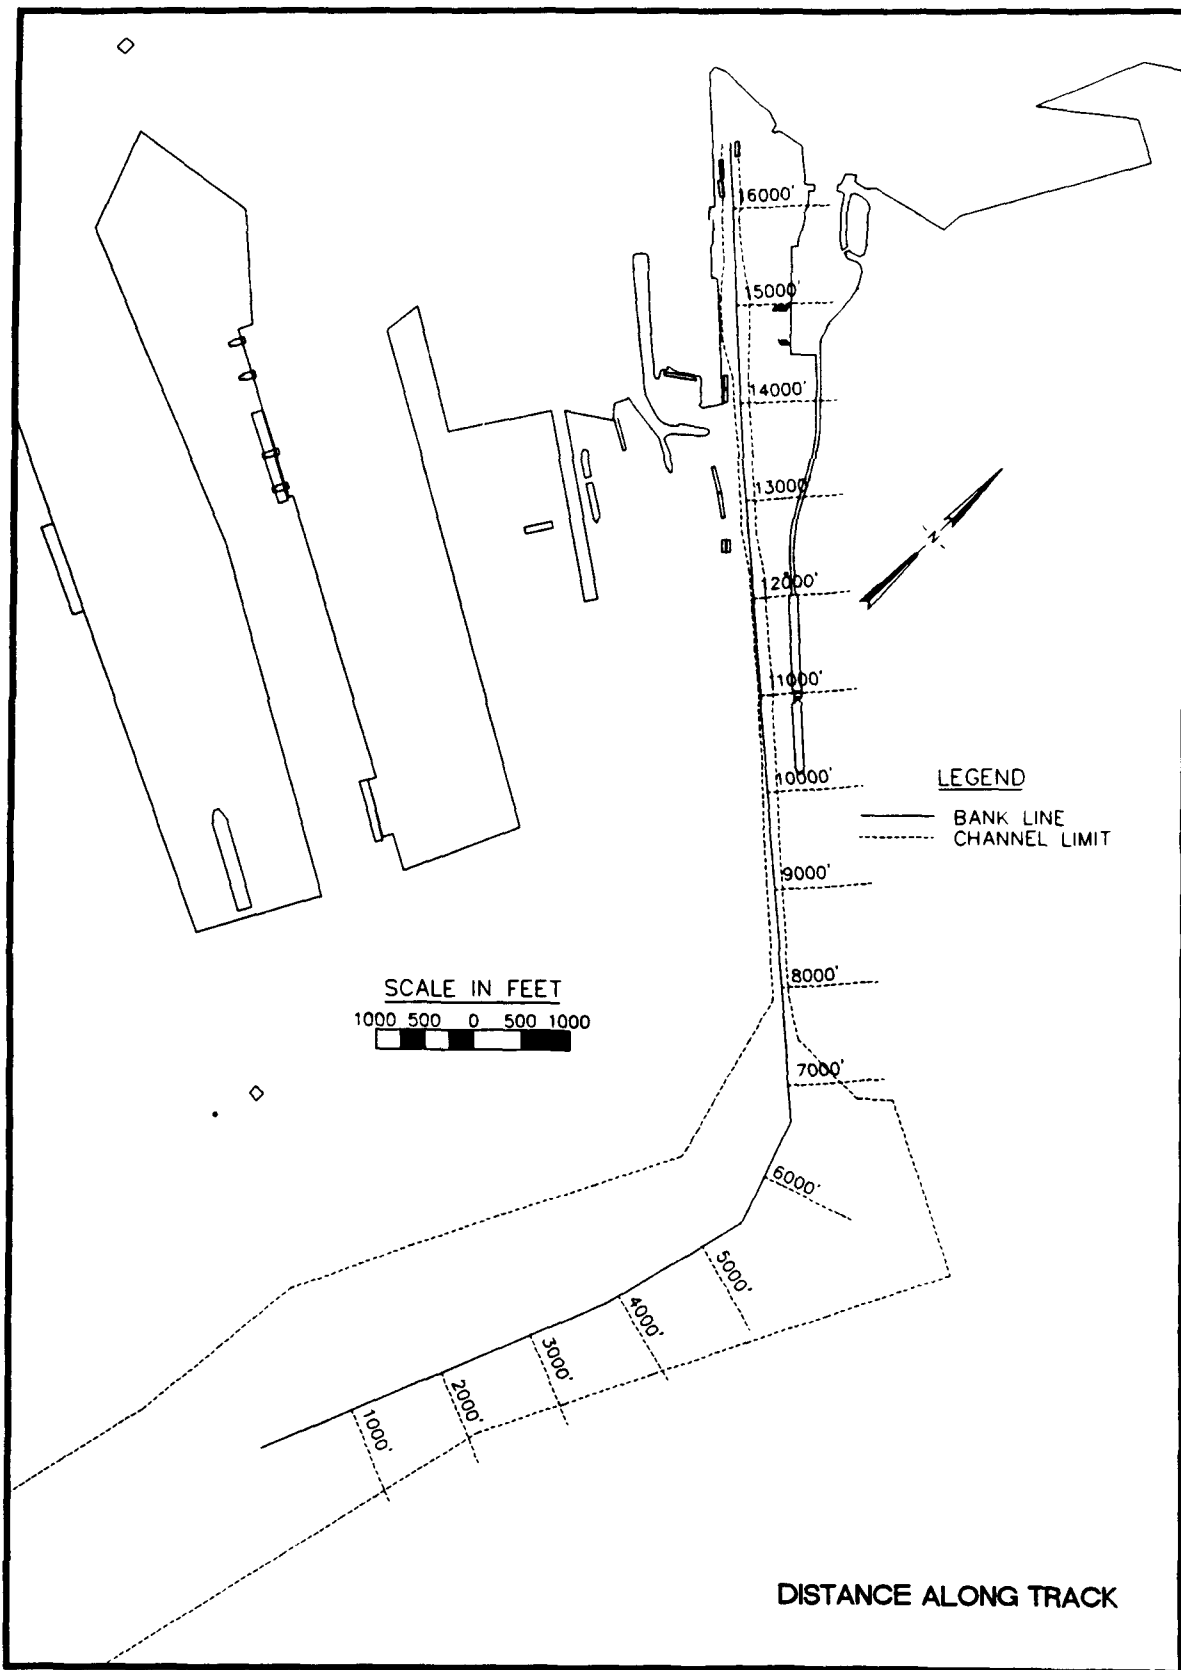 16000'
15000'
14000'
13000
12000'
N
11000'
10000'
LEGEND
BANK LINE
CHANNEL LIMIT
9000'
SCALE IN FEET
8000'
1000 500 0 500 1000
7000'
6000'
5000'
4000'
3000'
2000'
1000'
DISTANCE ALONG TRACK